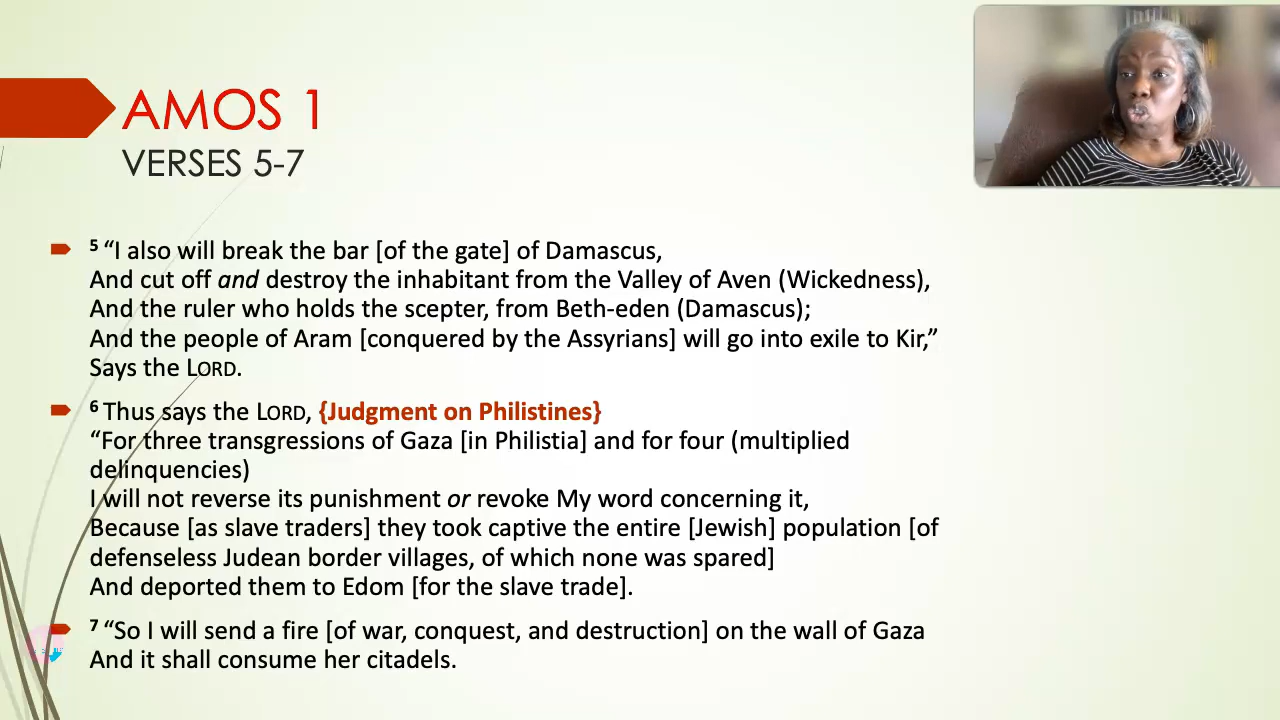 AMOS 1
VERSES 5-7
5 “I also will break the bar [of the gate] of Damascus,
And cut off and destroy the inhabitant from the Valley of Aven (Wickedness),
And the ruler who holds the scepter, from Beth-eden (Damascus);
And the people of Aram [conquered by the Assyrians] will go into exile to Kir,”
Says the LORD.
6 Thus says the LORD, {Judgment on Philistines}
“For three transgressions of Gaza [in Philistia] and for four (multiplied
delinquencies)
I will not reverse its punishment or revoke My word concerning it,
Because [as slave traders] they took captive the entire [Jewish] population [of
defenseless Judean border villages, of which none was spared]
And deported them to Edom [for the slave trade].
7 “So I will send a fire [of war, conquest, and destruction] on the wall of Gaza
And it shall consume her citadels.